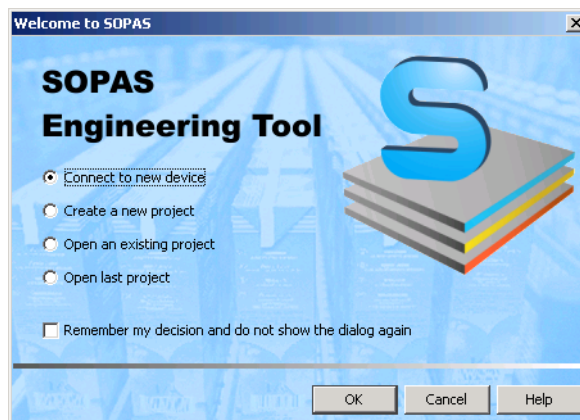 Welcome to SOPAS
SOPAS
Engineering Tool
Connect to new device
Create a new project
Open an existing project
Open last project
Remember my decision and do not show the dialog again
OK
Cancel
Help